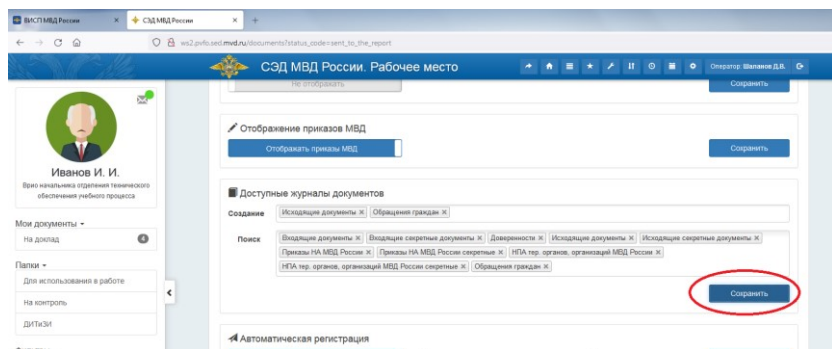 ВИСП МВД России × СЭД МВД России × +
ws2.pvfo.sed.mvd.ru/documents?status_code=sent_to_the_report
СЭД МВД России. Рабочее место
Оператор: Шапанов Д.В.
Не отображать
Сохранить
Отображение приказов МВД
Отображать приказы МВД
Сохранить
Иванов И. И.
Врио начальника отделения технического
обеспечения учебного процесса
Мои документы
На доклад 4
Папки
Для использования в работе
На контроль
ДИТиЗИ
Доступные журналы документов
Создание
Исходящие документы × Обращения граждан ×
Поиск
Входящие документы × Входящие секретные документы × Доверенности × Исходящие документы × Исходящие секретные документы ×
Приказы НА МВД России × Приказы НА МВД России секретные × НПА тер. органов, организаций МВД России ×
НПА тер. органов, организаций МВД России секретные × Обращения граждан ×
Сохранить
Автоматическая регистрация